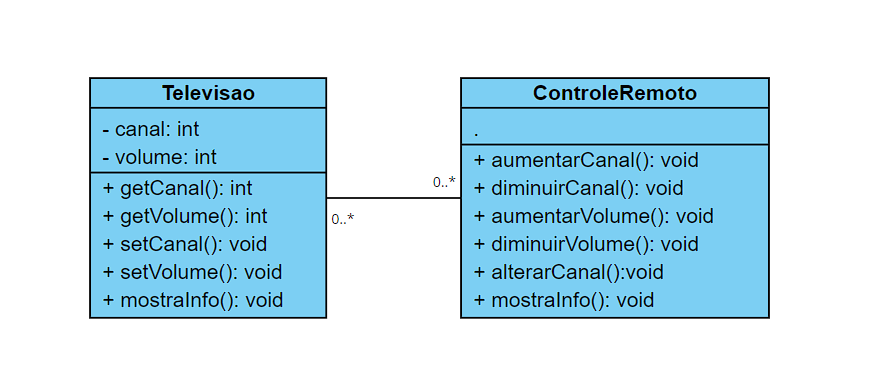 Televisao
- canal: int
- volume: int
+ getCanal(): int
+ getVolume(): int
+ setCanal(): void
+ setVolume(): void
+ mostraInfo(): void
0..*
0..*
ControleRemoto
.
+ aumentarCanal(): void
+ diminuirCanal(): void
+ aumentarVolume(): void
+ diminuirVolume(): void
+ alterarCanal():void
+ mostraInfo(): void